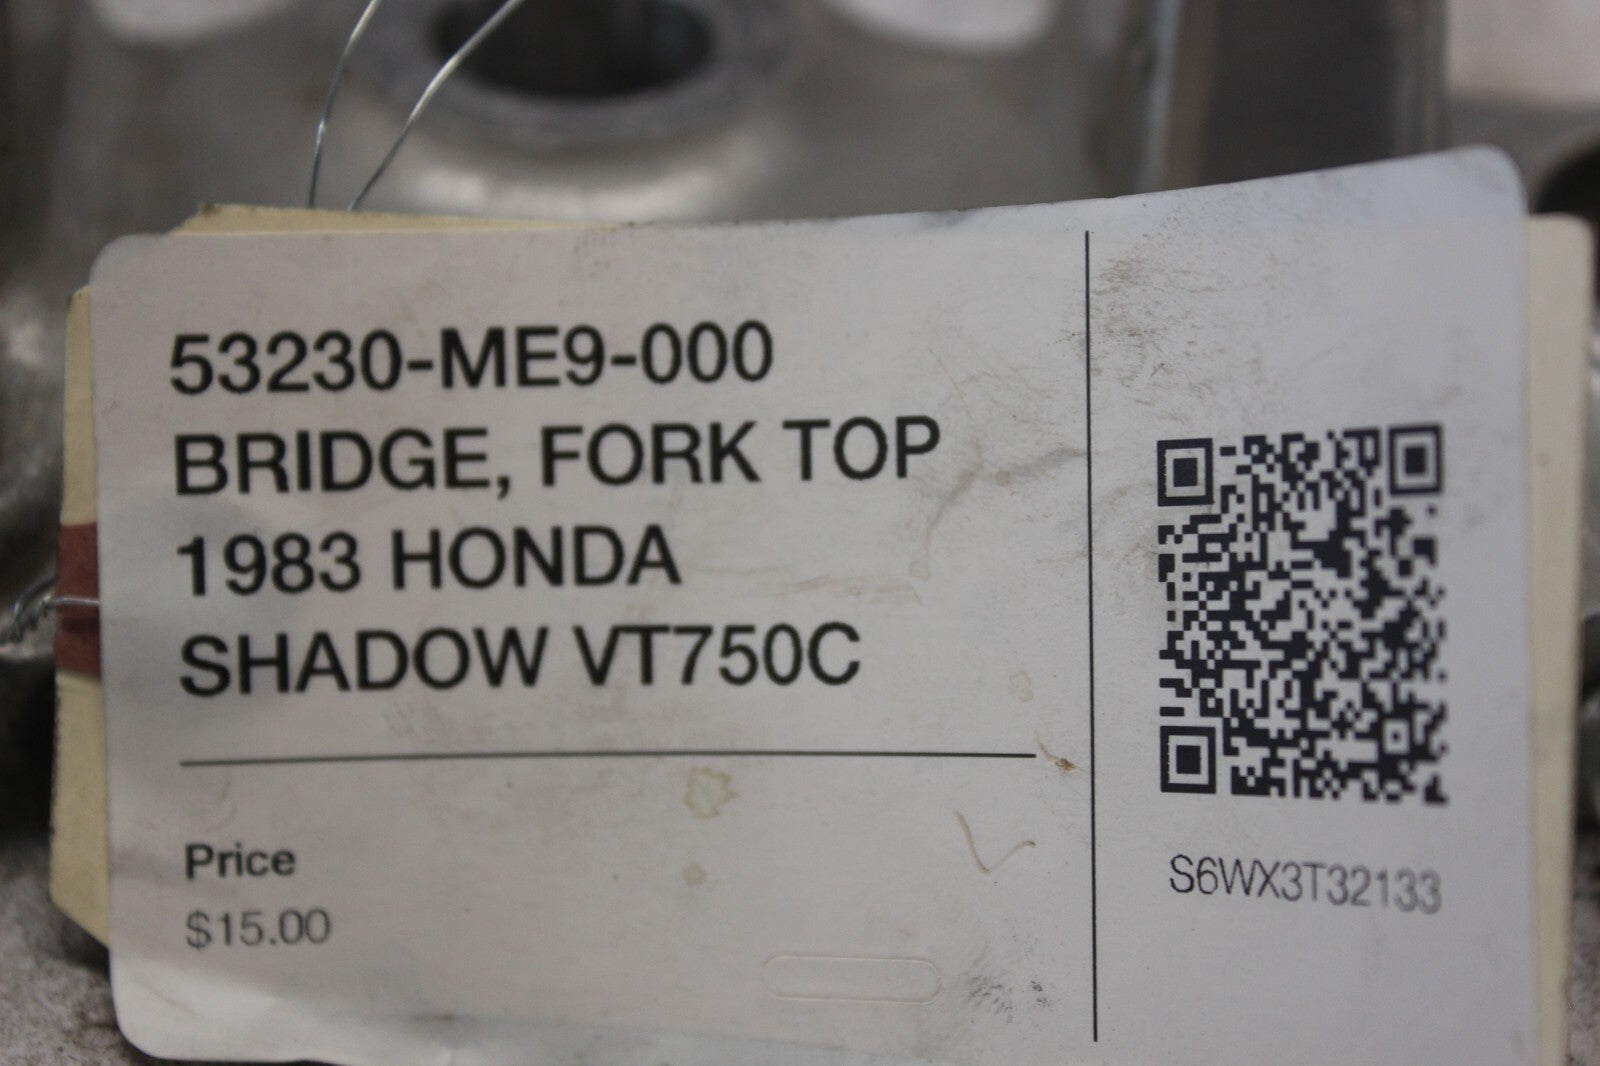 53230-ME9-000
BRIDGE, FORK TOP
1983 HONDA
SHADOW VT750C
Price
$15.00
S6WX3T32133